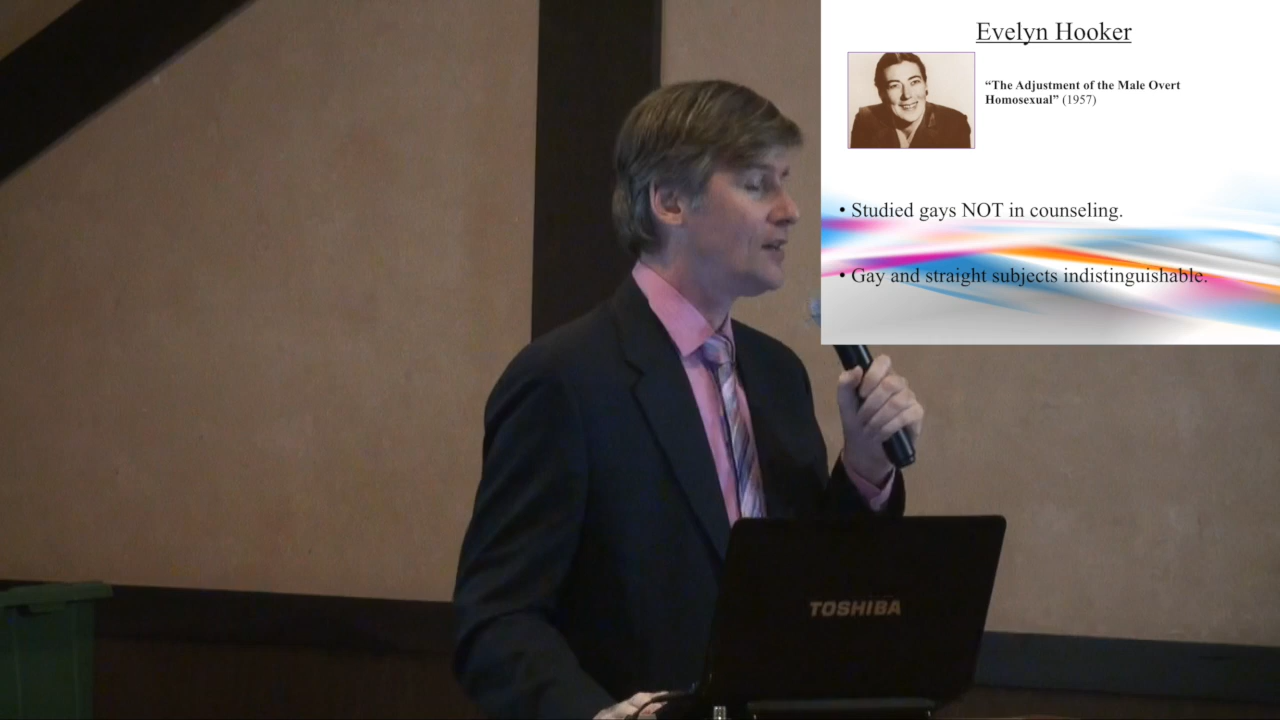 Evelyn Hooker
“The Adjustment of the Male Overt
Homosexual” (1957)
• Studied gays NOT in counseling.
• Gay and straight subjects indistinguishable.
TOSHIBA